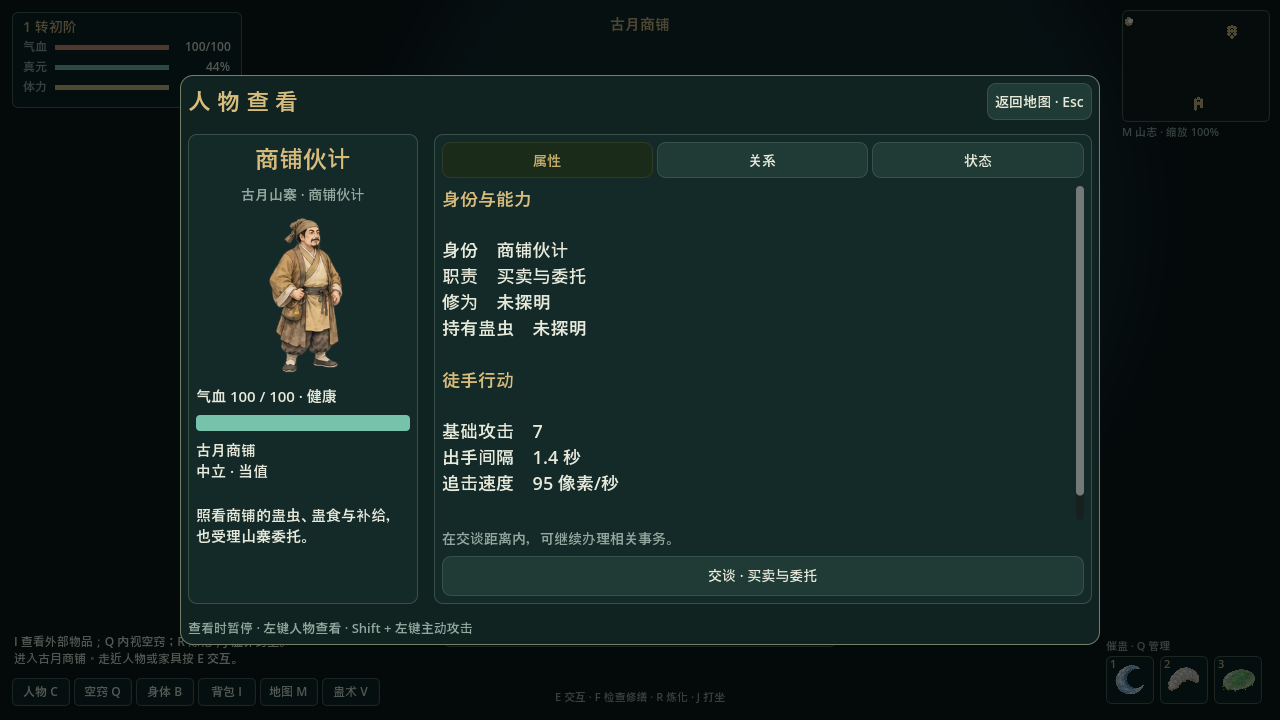 1 转初阶
气血 100/100
真元 44%
体力
古月商铺
M 山志 · 缩放 100%
人物查看
返回地图 · Esc
商铺伙计
古月山寨 · 商铺伙计
气血 100 / 100 · 健康
古月商铺
中立 · 当值
照看商铺的蛊虫、蛊食与补给，
也受理山寨委托。
属性
关系
状态
身份与能力
身份 商铺伙计
职责 买卖与委托
修为 未探明
持有蛊虫 未探明
徒手行动
基础攻击 7
出手间隔 1.4 秒
追击速度 95 像素/秒
在交谈距离内，可继续办理相关事务。
交谈 · 买卖与委托
查看时暂停 · 左键人物查看 · Shift + 左键主动攻击
I 查看外部物品；Q 内视空窍；R
进入古月商铺。走近人物或家具按 E 交互。
人物 C
空窍 Q
身体 B
背包 I
地图 M
蛊术 V
E 交互 · F 检查修缮 · R 炼化 · J 打坐
催蛊 · Q 管理
1
2
3